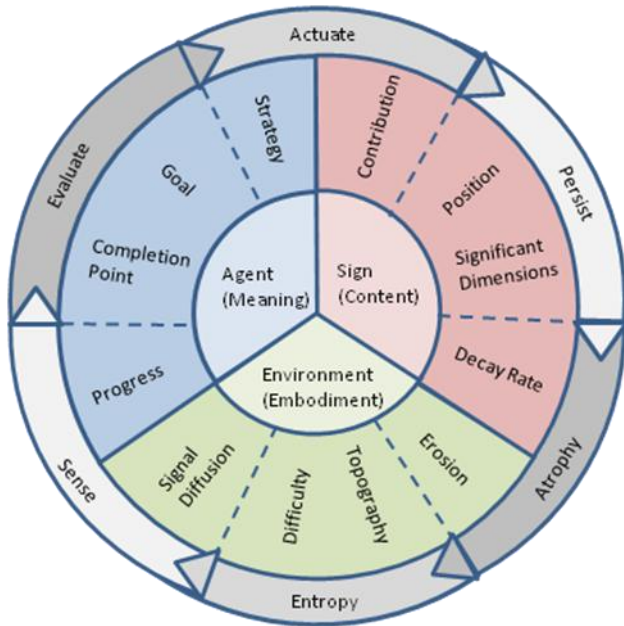 Actuate
Persist
Atrophy
Entropy
Sense
Evaluate
Strategy
Goal
Completion
Point
Progress
Contribution
Position
Significant
Dimensions
Decay Rate
Erosion
Topography
Difficulty
Signal
Diffusion
Agent
(Meaning)
Sign
(Content)
Environment
(Embodiment)